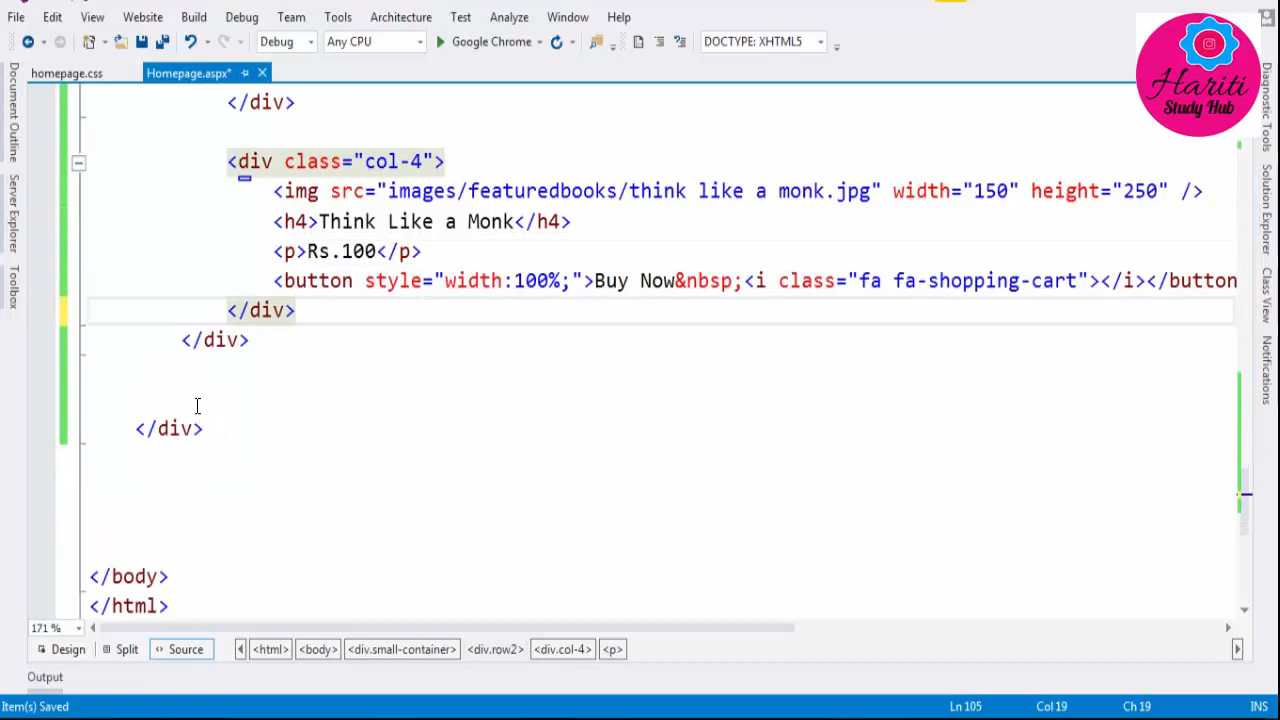 File Edit View Website Build Debug Team Tools Architecture Test Analyze Window Help
Debug Any CPU Google Chrome DOCTYPE: XHTML5
Hariti
Study Hub
homepage.css Homepage.aspx*
Document Outline
Server Explorer
Toolbox
Diagnostic Tools
Solution Explorer
Class View
Notifications
</div>
<div class="col-4">
<img src="images/featuredbooks/think like a monk.jpg" width="150" height="250" />
<h4>Think Like a Monk</h4>
<p>Rs.100</p>
<button style="width:100%;">Buy Now&nbsp;<i class="fa fa-shopping-cart"></i></button
</div>
</div>
</div>
</body>
</html>
171 %
Design Split Source <html> <body> <div.small-container> <div.row2> <div.col-4> <p>
Output
Item(s) Saved Ln 105 Col 19 Ch 19 INS